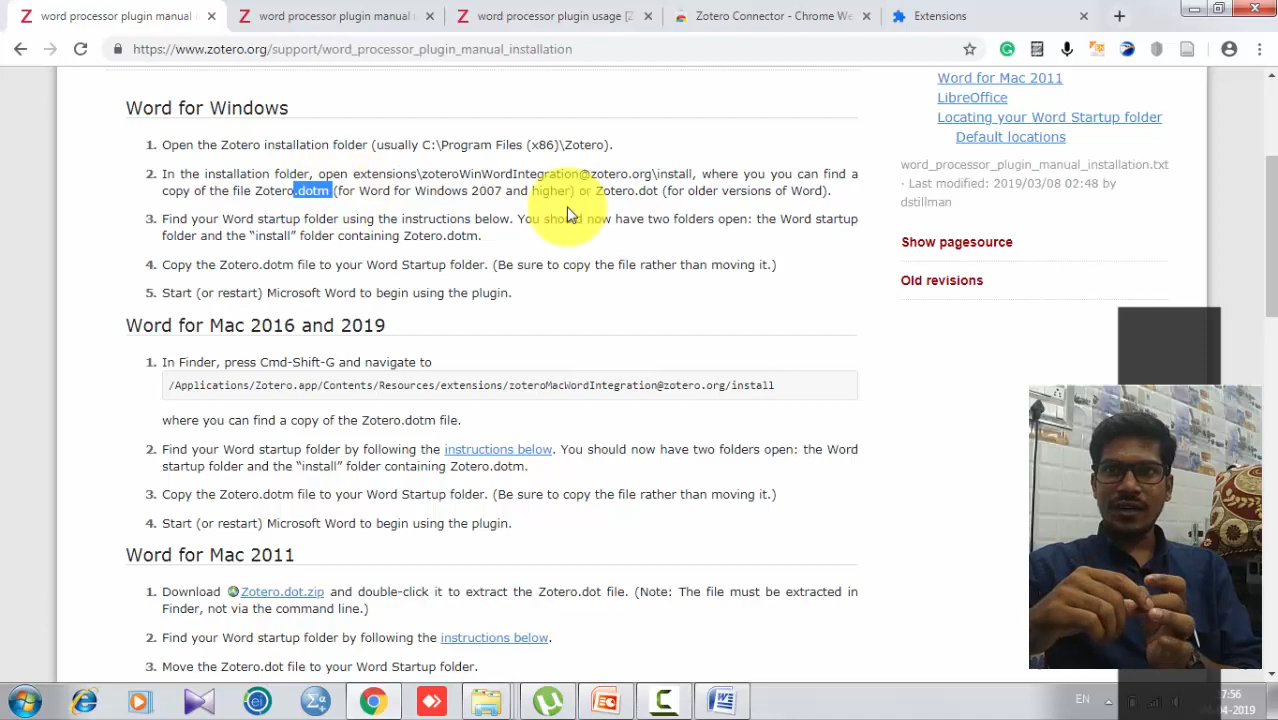 word processor plugin manual i
word processor plugin manual
word processor plugin usage [Z
Zotero Connector - Chrome We
Extensions
https://www.zotero.org/support/word_processor_plugin_manual_installation
Word for Windows
1. Open the Zotero installation folder (usually C:\Program Files (x86)\Zotero).
2. In the installation folder, open extensions\zoteroWinWordIntegration@zotero.org\install, where you you can find a
copy of the file Zotero.dotm (for Word for Windows 2007 and higher) or Zotero.dot (for older versions of Word).
3. Find your Word startup folder using the instructions below. You should now have two folders open: the Word startup
folder and the “install” folder containing Zotero.dotm.
4. Copy the Zotero.dotm file to your Word Startup folder. (Be sure to copy the file rather than moving it.)
5. Start (or restart) Microsoft Word to begin using the plugin.
Word for Mac 2016 and 2019
1. In Finder, press Cmd-Shift-G and navigate to
/Applications/Zotero.app/Contents/Resources/extensions/zoteroMacWordIntegration@zotero.org/install
where you can find a copy of the Zotero.dotm file.
2. Find your Word startup folder by following the instructions below. You should now have two folders open: the Word
startup folder and the “install” folder containing Zotero.dotm.
3. Copy the Zotero.dotm file to your Word Startup folder. (Be sure to copy the file rather than moving it.)
4. Start (or restart) Microsoft Word to begin using the plugin.
Word for Mac 2011
1. Download Zotero.dot.zip and double-click it to extract the Zotero.dot file. (Note: The file must be extracted in
Finder, not via the command line.)
2. Find your Word startup folder by following the instructions below.
3. Move the Zotero.dot file to your Word Startup folder.
Word for Mac 2011
LibreOffice
Locating your Word Startup folder
Default locations
word_processor_plugin_manual_installation.txt
· Last modified: 2019/03/08 02:48 by
dstillman
Show pagesource
Old revisions
EN
17:56
-04-2019